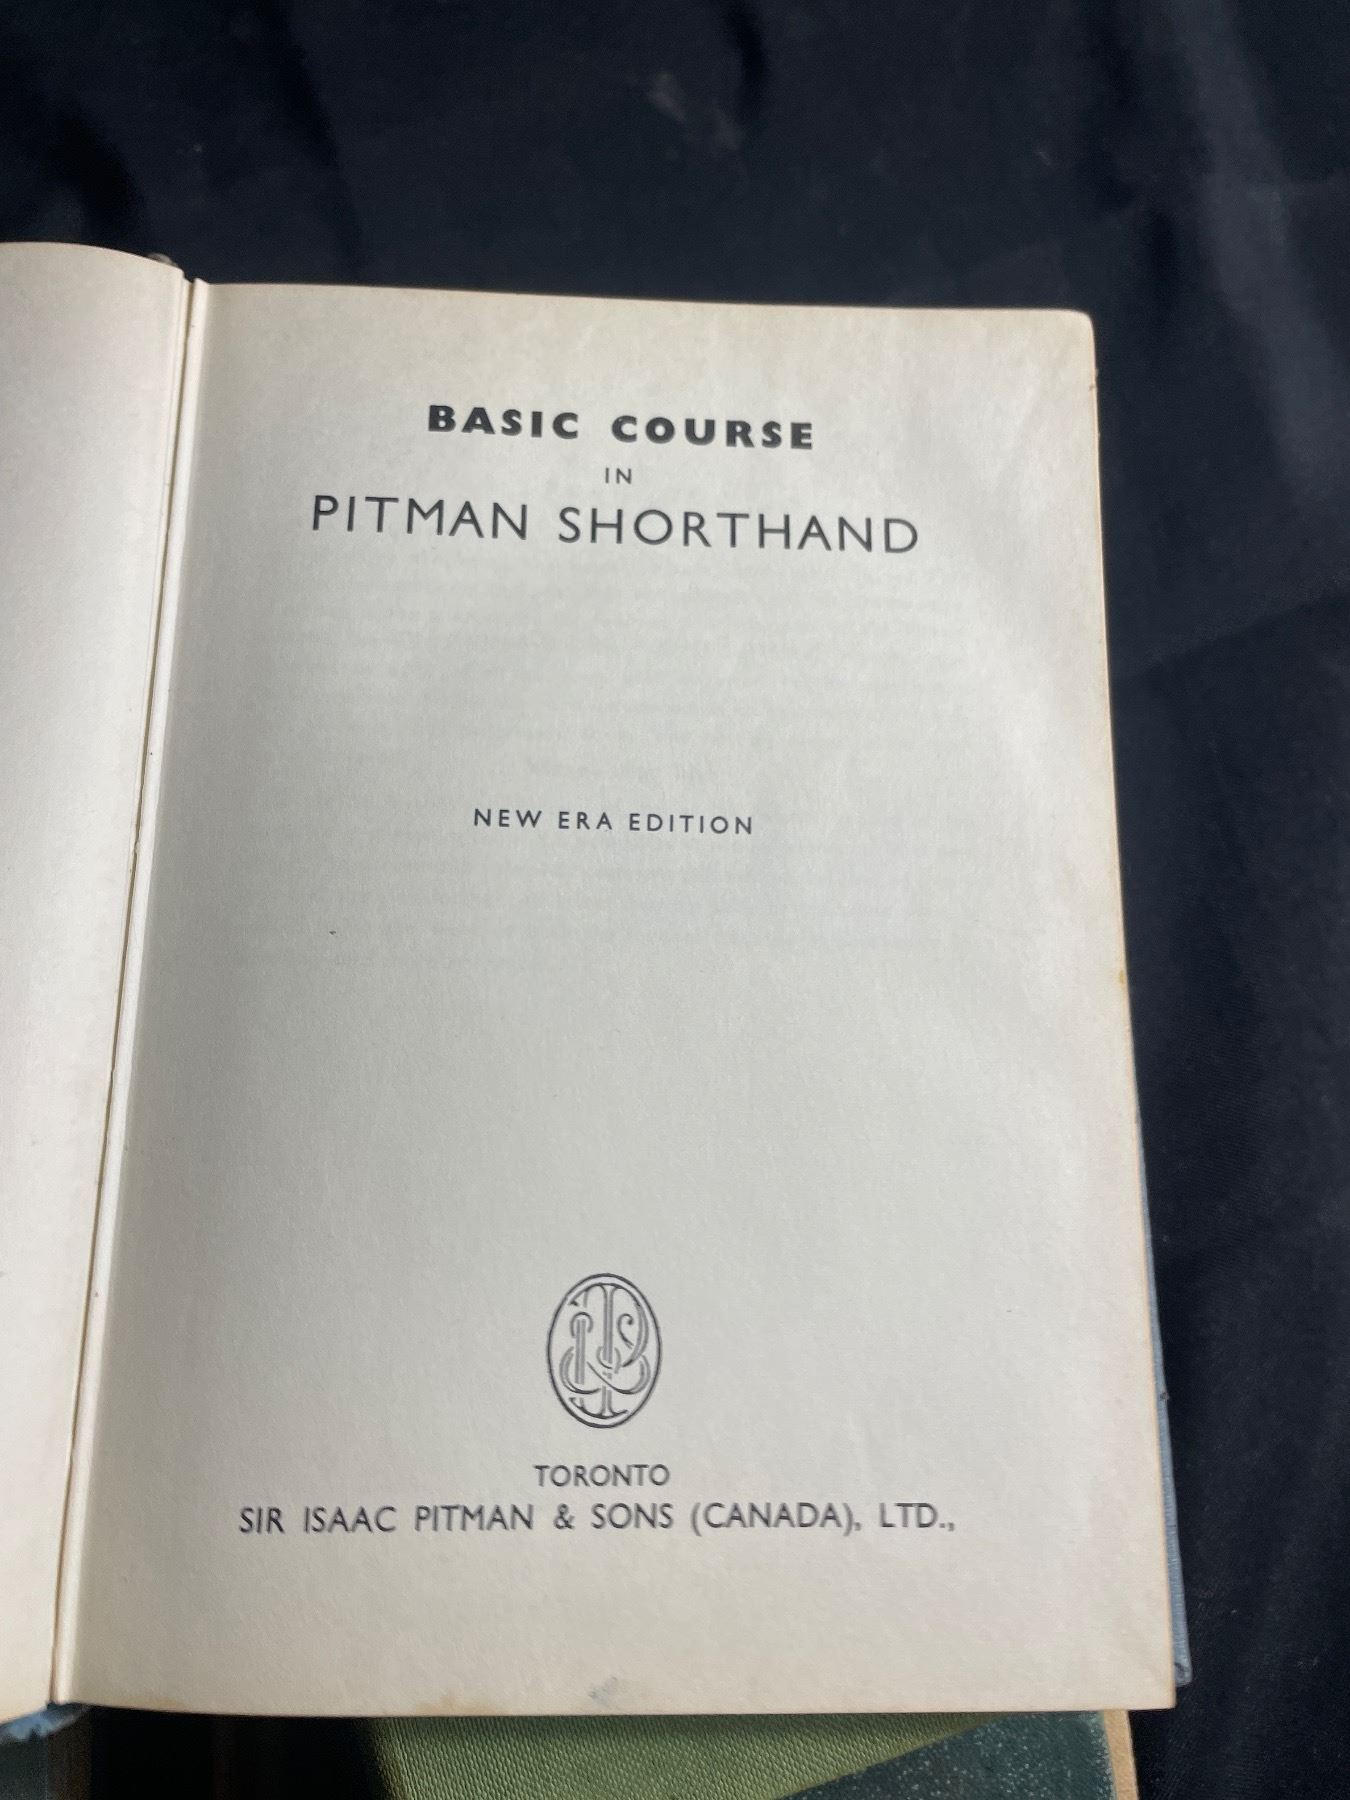 BASIC COURSE
IN
PITMAN SHORTHAND
NEW ERA EDITION
TORONTO
SIR ISAAC PITMAN & SONS (CANADA), LTD.,